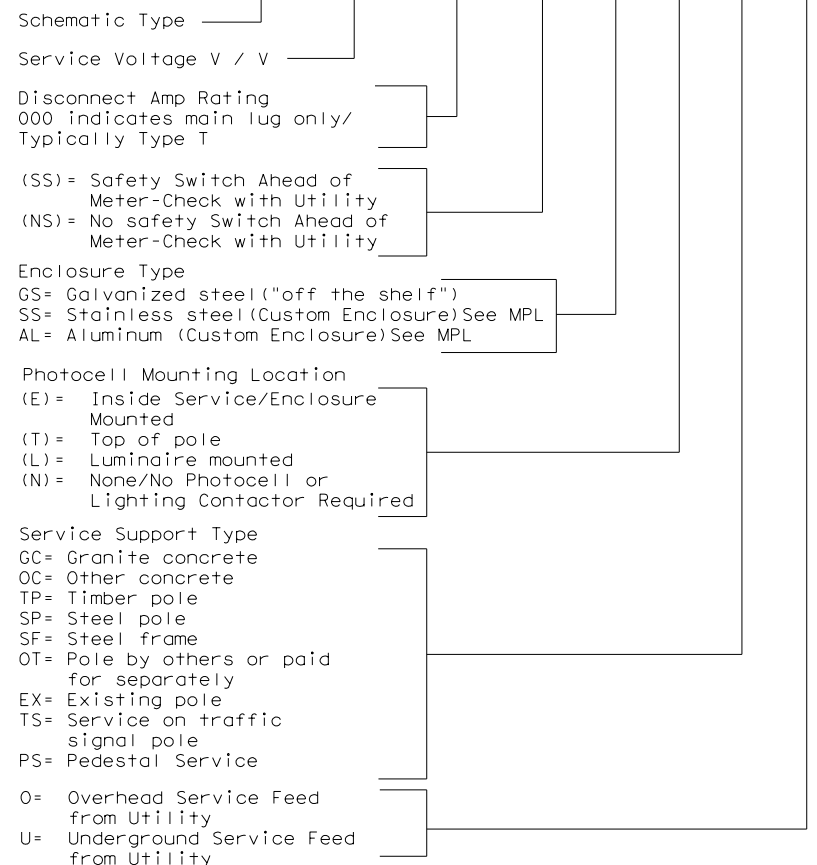 Schematic Type
Service Voltage V / V
Disconnect Amp Rating
000 indicates main lug only/
Typically Type T
(SS)= Safety Switch Ahead of
Meter-Check with Utility
(NS)= No safety Switch Ahead of
Meter-Check with Utility
Enclosure Type
GS= Galvanized steel("off the shelf")
SS= Stainless steel(Custom Enclosure)See MPL
AL= Aluminum (Custom Enclosure)See MPL
Photocell Mounting Location
(E)= Inside Service/Enclosure
Mounted
(T)= Top of pole
(L)= Luminaire mounted
(N)= None/No Photocell or
Lighting Contactor Required
Service Support Type
GC= Granite concrete
OC= Other concrete
TP= Timber pole
SP= Steel pole
SF= Steel frame
OT= Pole by others or paid
for separately
EX= Existing pole
TS= Service on traffic
signal pole
PS= Pedestal Service
O= Overhead Service Feed
from Utility
U= Underground Service Feed
from Utility